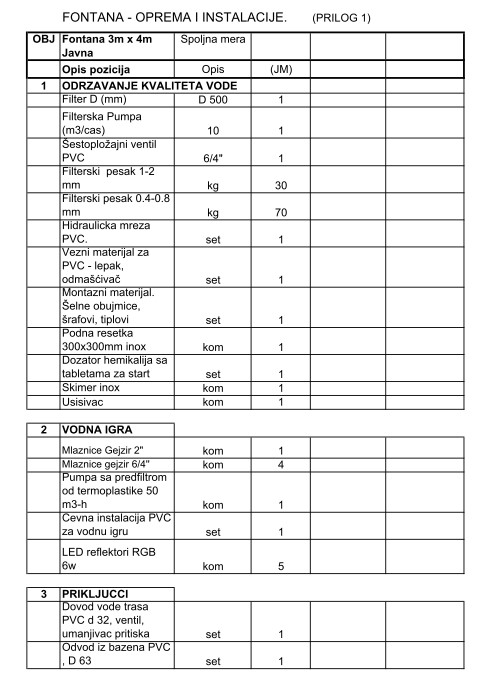 FONTANA - OPREMA I INSTALACIJE. (PRILOG 1)
OBJ Fontana 3m x 4m Spoljna mera
Javna
Opis pozicija Opis (JM)
1 ODRZAVANJE KVALITETA VODE
Filter D (mm) D 500 1
Filterska Pumpa
(m3/cas) 10 1
Šestopložajni ventil
PVC 6/4" 1
Filterski pesak 1-2
mm kg 30
Filterski pesak 0.4-0.8
mm kg 70
Hidraulicka mreza
PVC. set 1
Vezni materijal za
PVC - lepak,
odmašćivač set 1
Montazni materijal.
Šelne obujmice,
šrafovi, tiplovi set 1
Podna resetka
300x300mm inox kom 1
Dozator hemikalija sa
tabletama za start set 1
Skimer inox kom 1
Usisivac kom 1
2 VODNA IGRA
Mlaznice Gejzir 2" kom 1
Mlaznice gejzir 6/4" kom 4
Pumpa sa predfiltrom
od termoplastike 50
m3-h kom 1
Cevna instalacija PVC
za vodnu igru set 1
LED reflektori RGB
6w kom 5
3 PRIKLJUCCI
Dovod vode trasa
PVC d 32, ventil,
umanjivac pritiska set 1
Odvod iz bazena PVC
, D 63 set 1